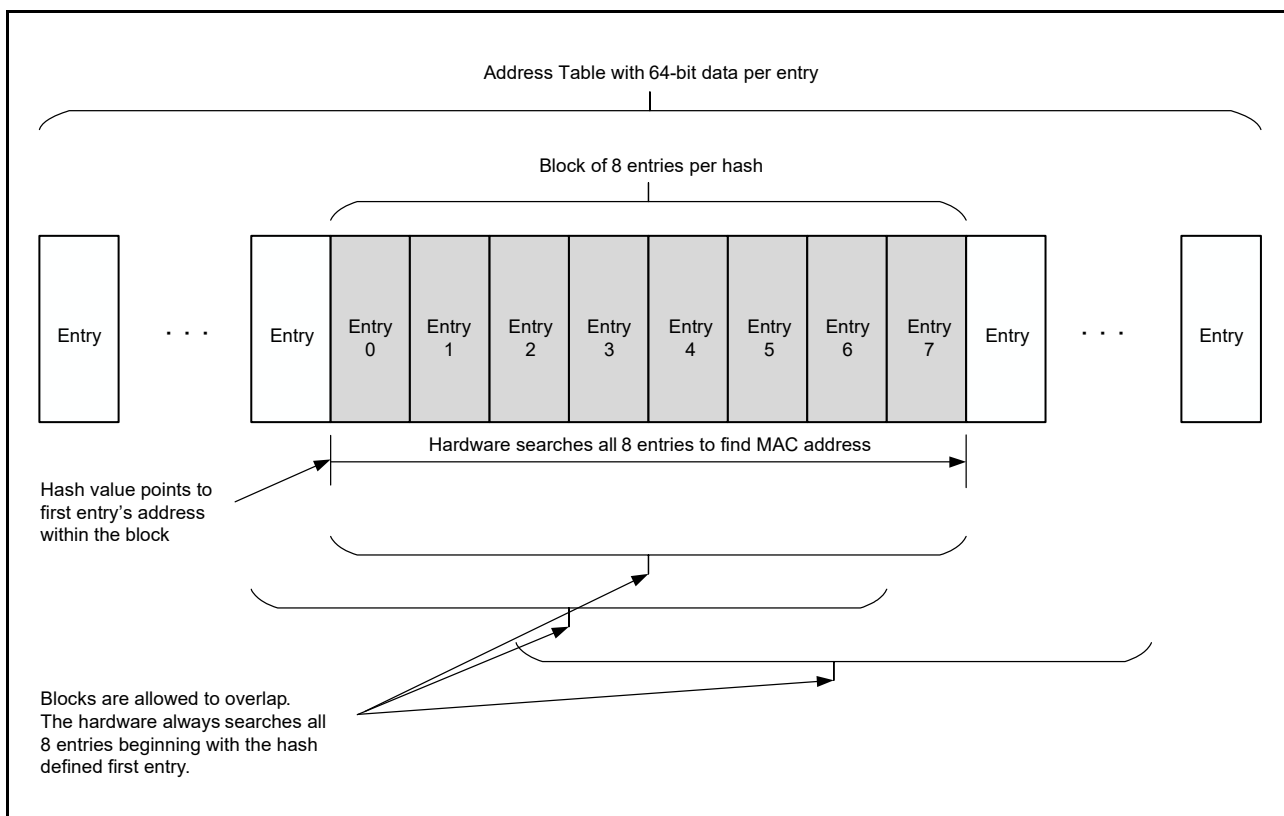 Address Table with 64-bit data per entry
Block of 8 entries per hash
Entry
. . .
Entry
Entry
0
Entry
1
Entry
2
Entry
3
Entry
4
Entry
5
Entry
6
Entry
7
Entry
. . .
Entry
Hardware searches all 8 entries to find MAC address
Hash value points to
first entry's address
within the block
Blocks are allowed to overlap.
The hardware always searches all
8 entries beginning with the hash
defined first entry.